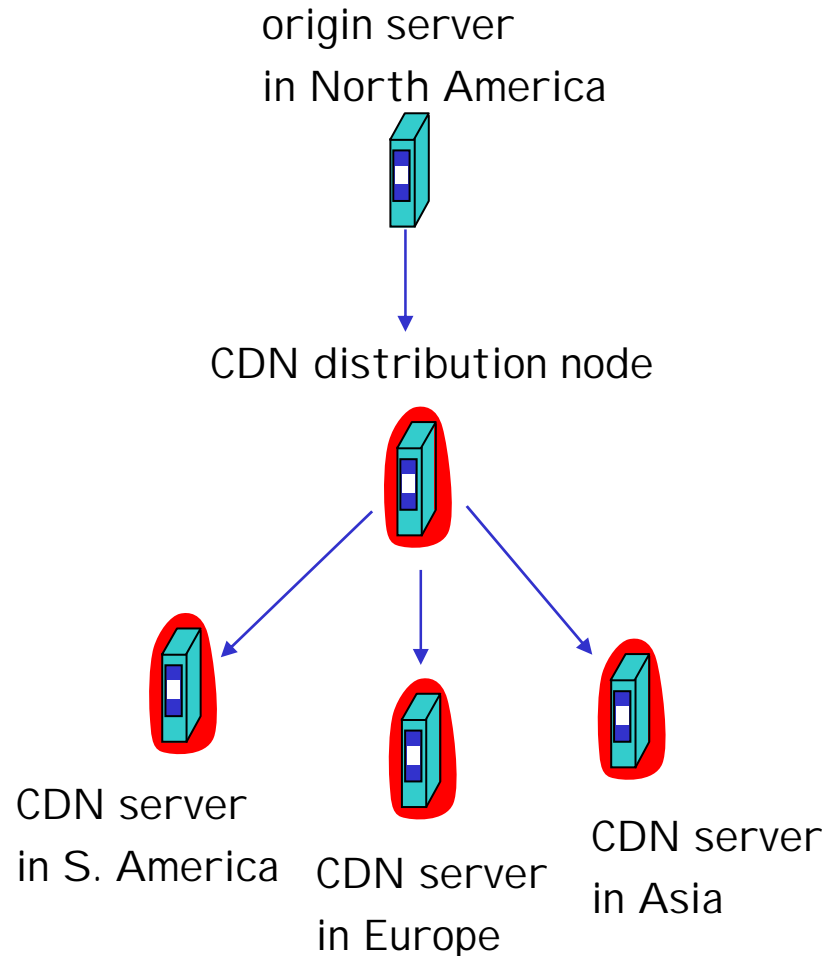 origin server
in North America
CDN distribution node
CDN server
in S. America
CDN server
in Europe
CDN server
in Asia